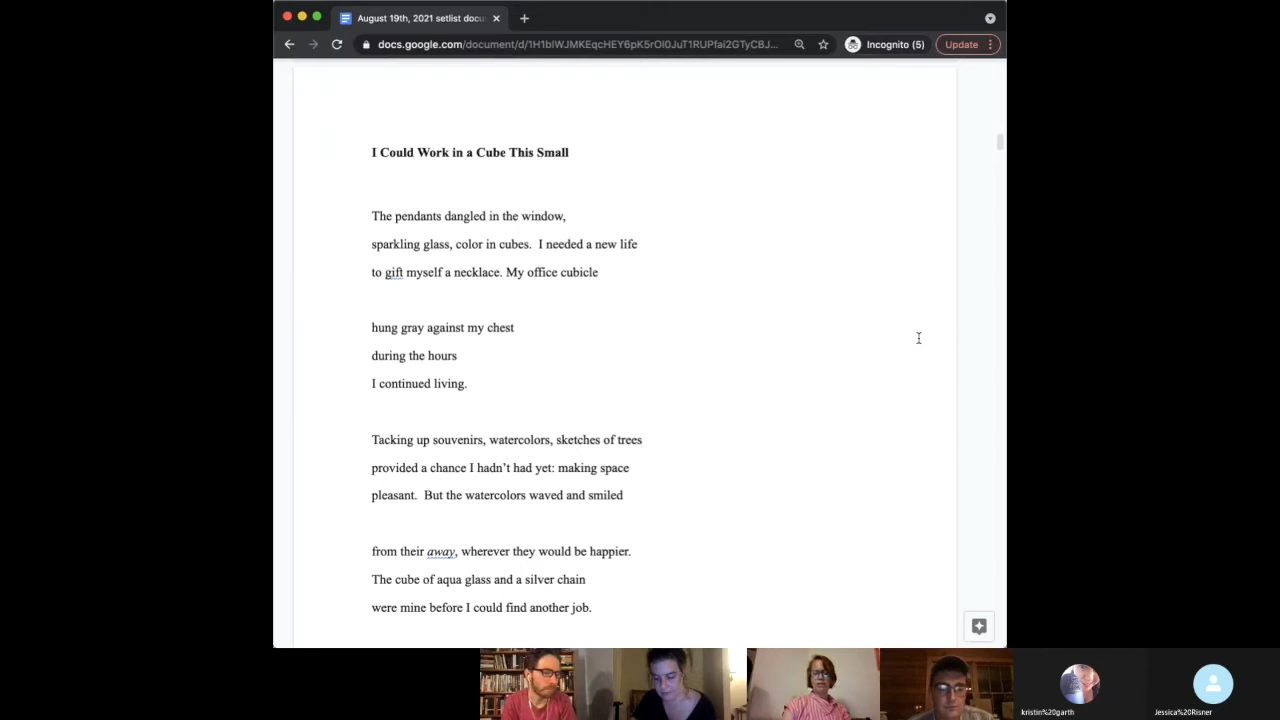 August 19th, 2021 setlist docu
docs.google.com/document/d/1H1blWJMKEqcHEY6pK5rOl0JuT1RUPfai2GTyCBJ...
Incognito (5)
Update
I Could Work in a Cube This Small
The pendants dangled in the window,
sparkling glass, color in cubes.  I needed a new life
to gift myself a necklace. My office cubicle
hung gray against my chest
during the hours
I continued living.
Tacking up souvenirs, watercolors, sketches of trees
provided a chance I hadn’t had yet: making space
pleasant.  But the watercolors waved and smiled
from their away, wherever they would be happier.
The cube of aqua glass and a silver chain
were mine before I could find another job.
kristin%20garth
Jessica%20Risner